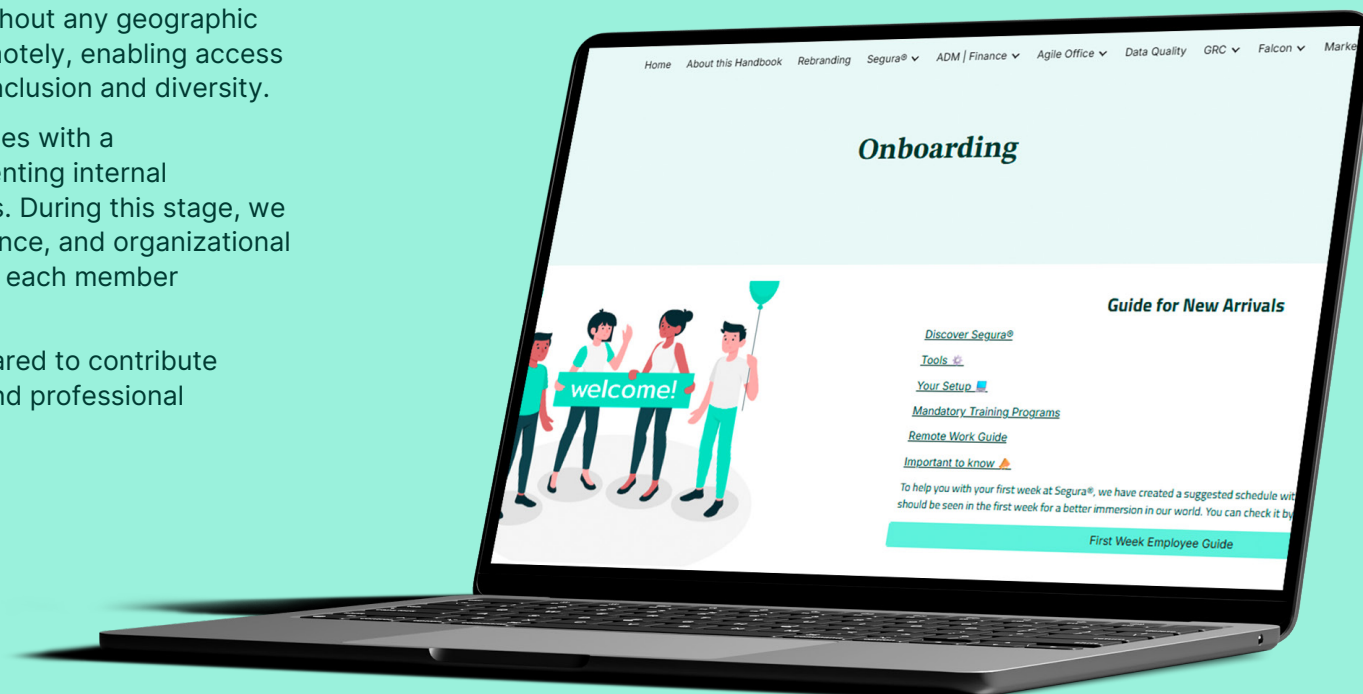 hout any geographic
notely, enabling access
nclusion and diversity.
es with a
enting internal
s. During this stage, we
nce, and organizational
each member
ared to contribute
nd professional
Home About this Handbook Rebranding Segura® ADM | Finance Agile Office Data Quality GRC Falcon Marke
Onboarding
welcome!
Guide for New Arrivals
Discover Segura®
Tools
Your Setup
Mandatory Training Programs
Remote Work Guide
Important to know
To help you with your first week at Segura®, we have created a suggested schedule wit
should be seen in the first week for a better immersion in our world. You can check it by
First Week Employee Guide